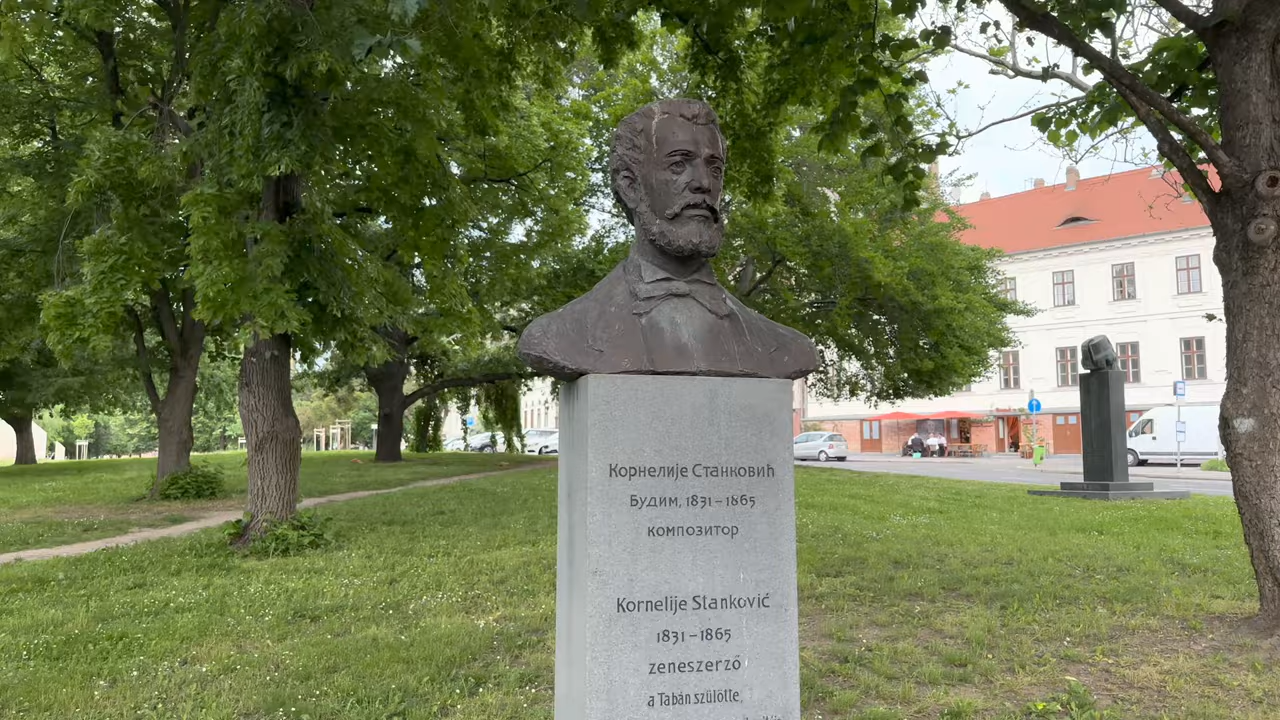 Корнелије Станковић
Будим, 1831–1865
композитор
Kornelije Stanković
1831–1865
zeneszerző
a Tabán szülötte,